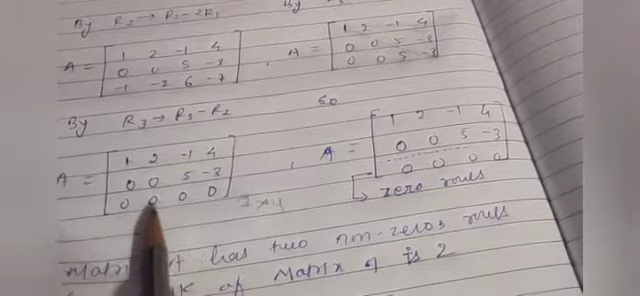 By R2 → R2-2R1 By
A = [ 1 2 -1 4 , A = [ 1 2 -1 4
0 0 5 -3 0 0 5 -3
-1 -2 6 -7 ] 0 0 5 -3 ]
By R3 → R3-R2 so
A = [ 1 2 -1 4 , A = [ 1 2 -1 4
0 0 5 -3 0 0 5 -3
0 0 0 0 ] 0 0 0 0 ]
zero rows
Matrix A has two non-zeros rows
of Matrix A is 2